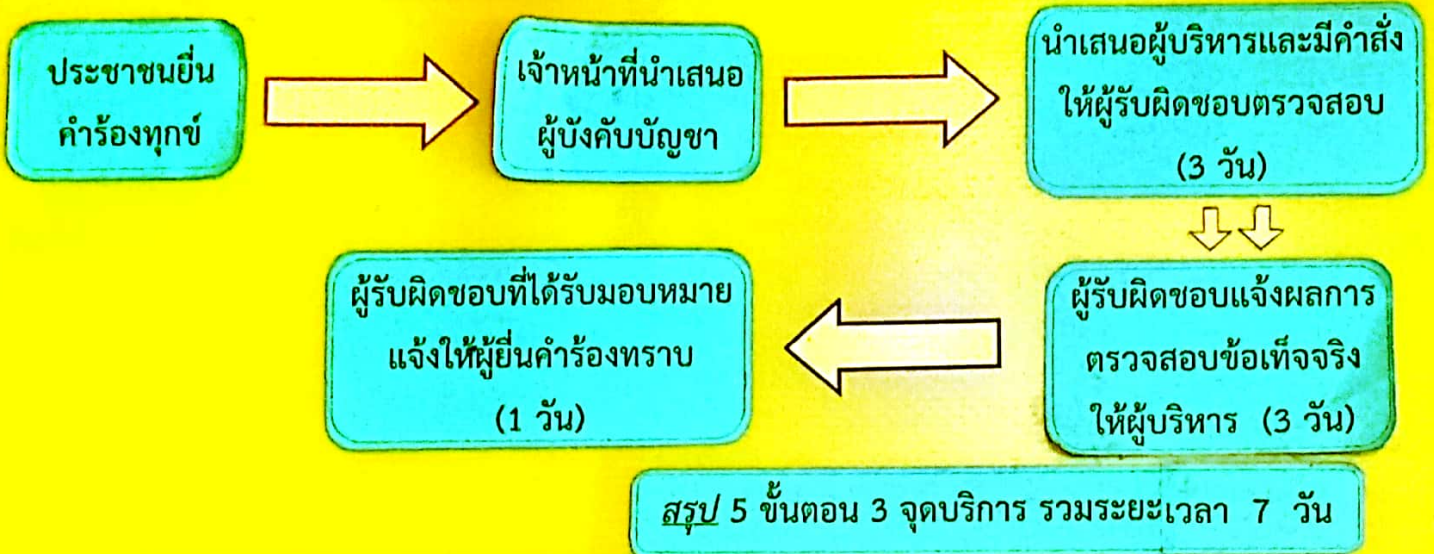 ประชาชนยื่น
คำร้องทุกข์
เจ้าหน้าที่นำเสนอ
ผู้บังคับบัญชา
นำเสนอผู้บริหารและมีคำสั่ง
ให้ผู้รับผิดชอบตรวจสอบ
(3 วัน)
ผู้รับผิดชอบแจ้งผลการ
ตรวจสอบข้อเท็จจริง
ให้ผู้บริหาร (3 วัน)
ผู้รับผิดชอบที่ได้รับมอบหมาย
แจ้งให้ผู้ยื่นคำร้องทราบ
(1 วัน)
สรุป 5 ขั้นตอน 3 จุดบริการ รวมระยะเวลา 7 วัน